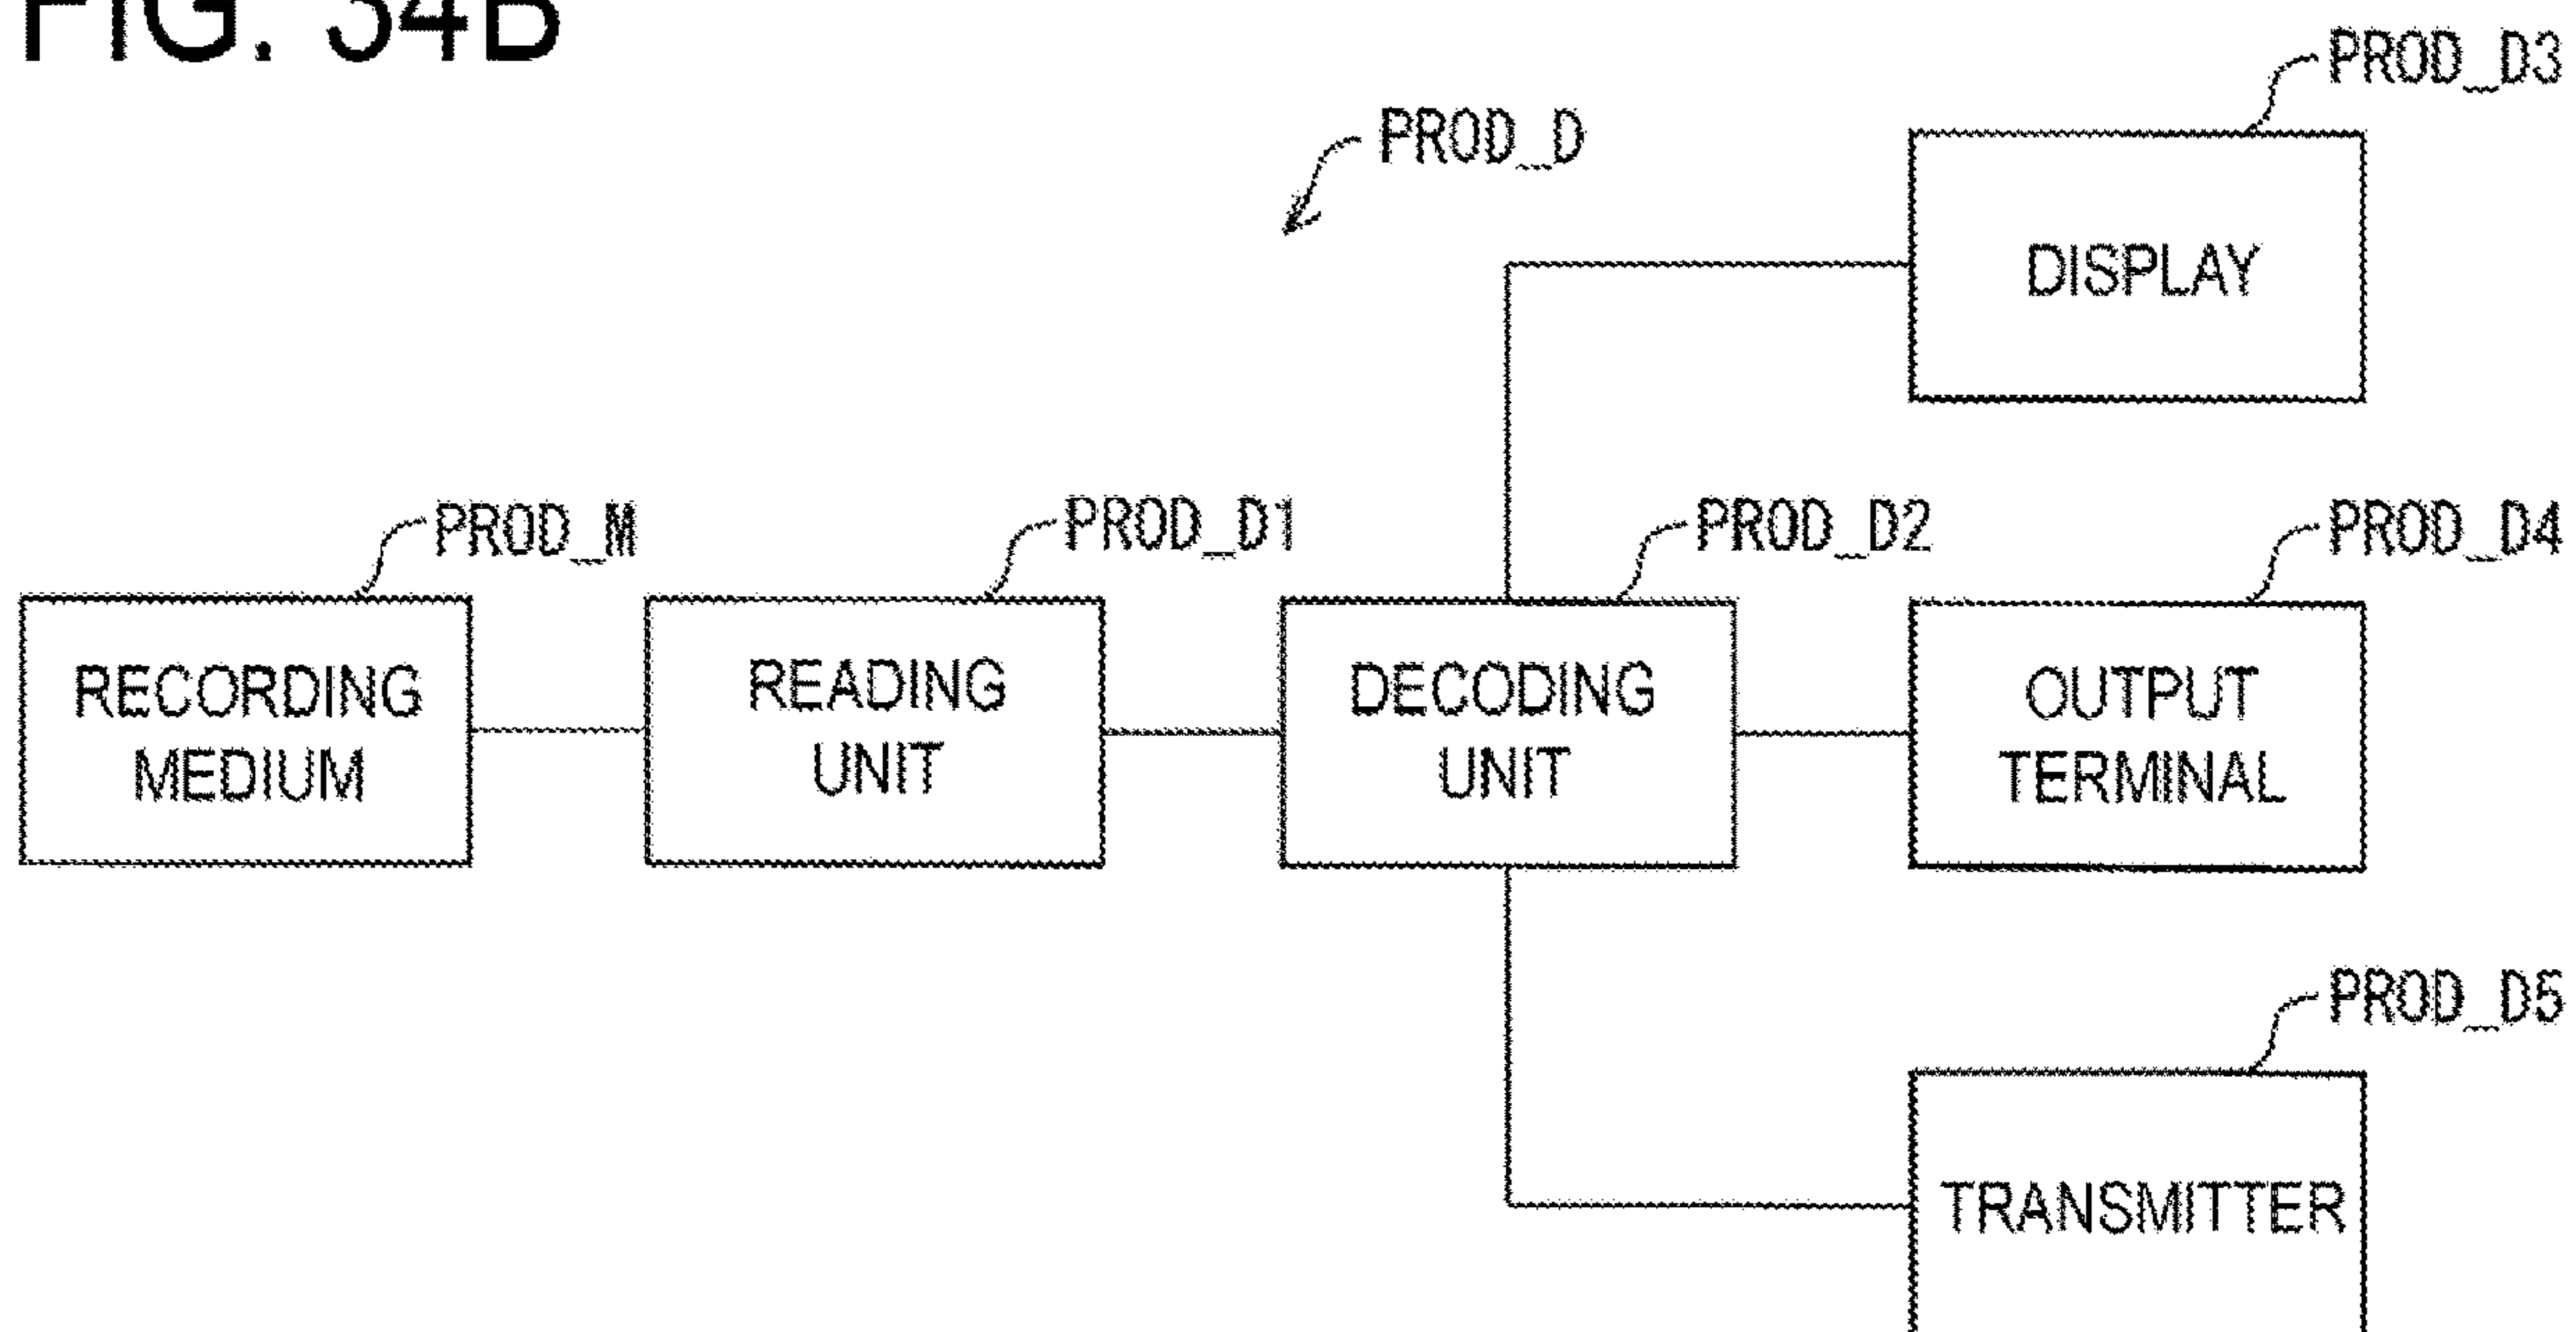 FIG. 34B
PROD_D3
PROD_D
DISPLAY
PROD_M
PROD_D1
PROD_D2
PROD_D4
RECORDING
MEDIUM
READING
UNIT
DECODING
UNIT
OUTPUT
TERMINAL
PROD_D5
TRANSMITTER